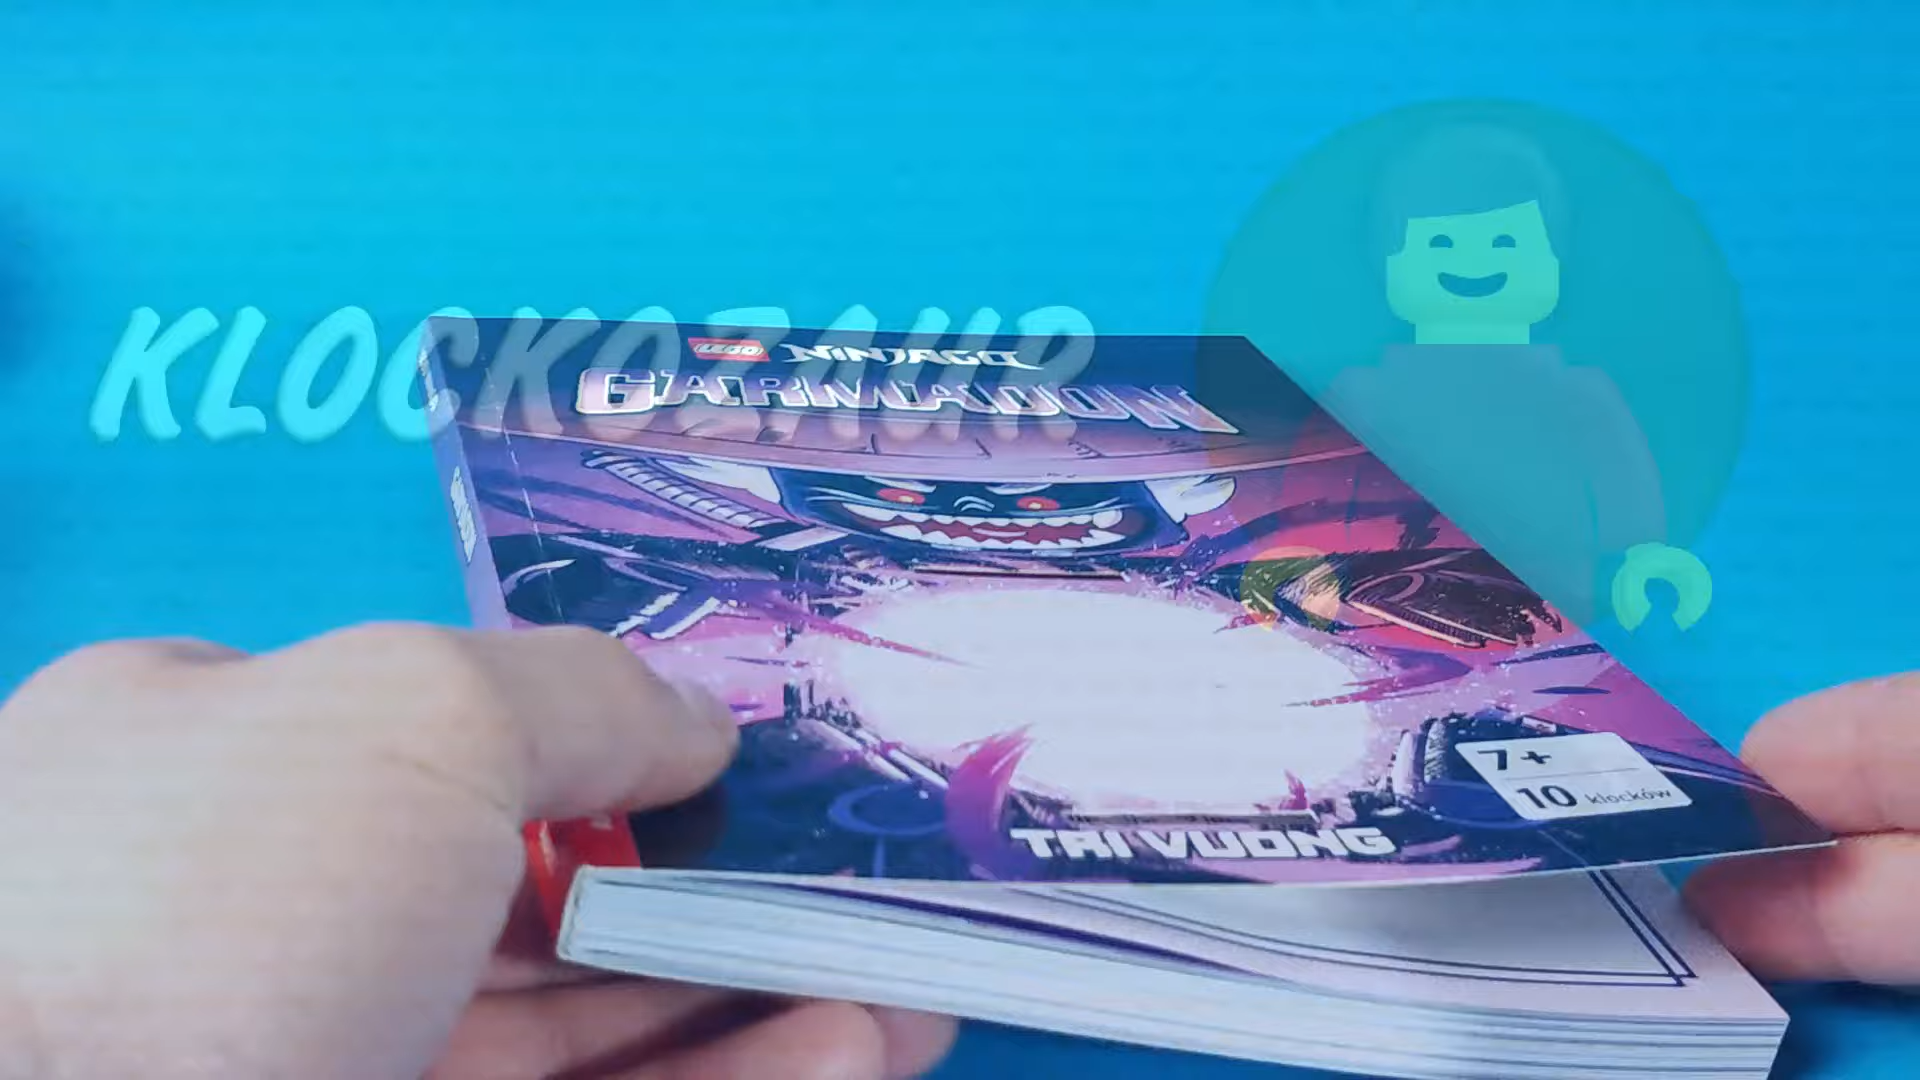 KLOCKOZAUR
LEGO NINJAGO
GARMADON
7+
10 klocków
TRI VUONG